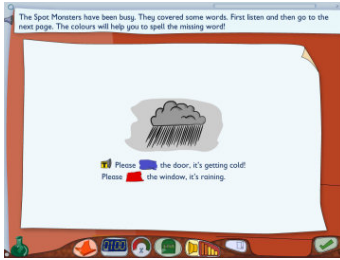 The Spot Monsters have been busy. They covered some words. First listen and then go to the
next page. The colours will help you to spell the missing word!
Please the door, it's getting cold!
Please the window, it's raining.